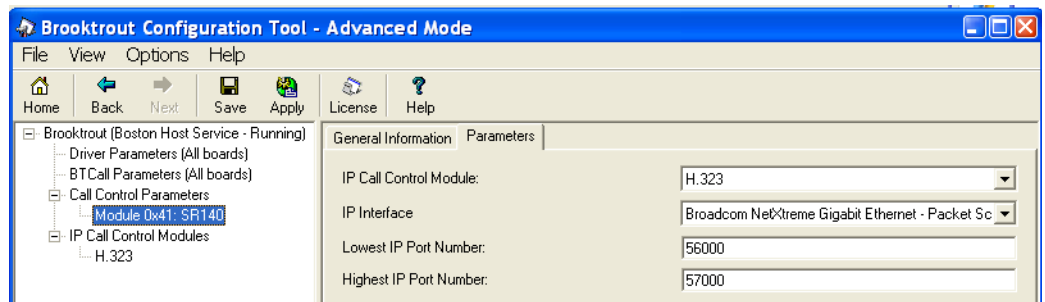 Brooktrout Configuration Tool - Advanced Mode
File View Options Help
Home Back Next Save Apply License Help
Brooktrout (Boston Host Service - Running)
Driver Parameters (All boards)
BTCall Parameters (All boards)
Call Control Parameters
Module 0x41: SR140
IP Call Control Modules
H.323
General Information Parameters
IP Call Control Module: H.323
IP Interface Broadcom NetXtreme Gigabit Ethernet - Packet Sc
Lowest IP Port Number: 56000
Highest IP Port Number: 57000